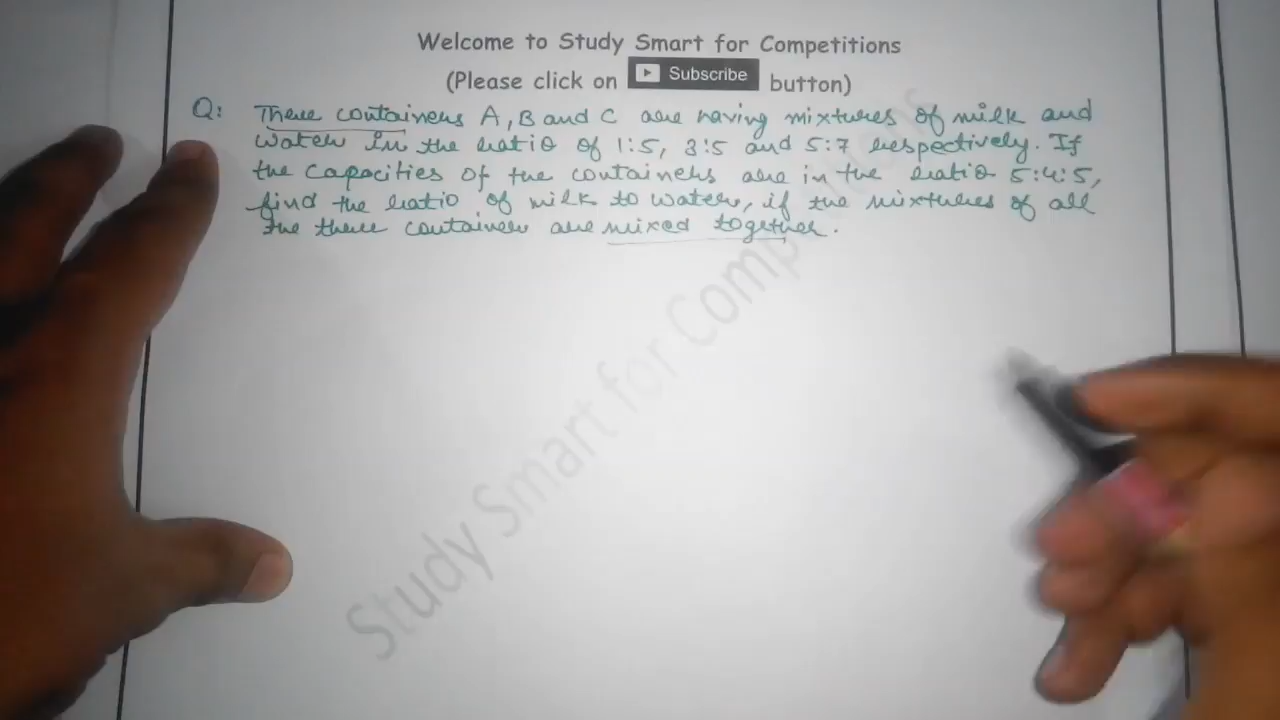 Welcome to Study Smart for Competitions
(Please click on Subscribe button)
Q: Three containers A, B and C are having mixtures of milk and
water in the ratio of 1:5, 3:5 and 5:7 respectively. If
the capacities of the containers are in the ratio 5:4:5,
find the ratio of milk to water, if the mixtures of all
the three containers are mixed together.
Study Smart for Competitions